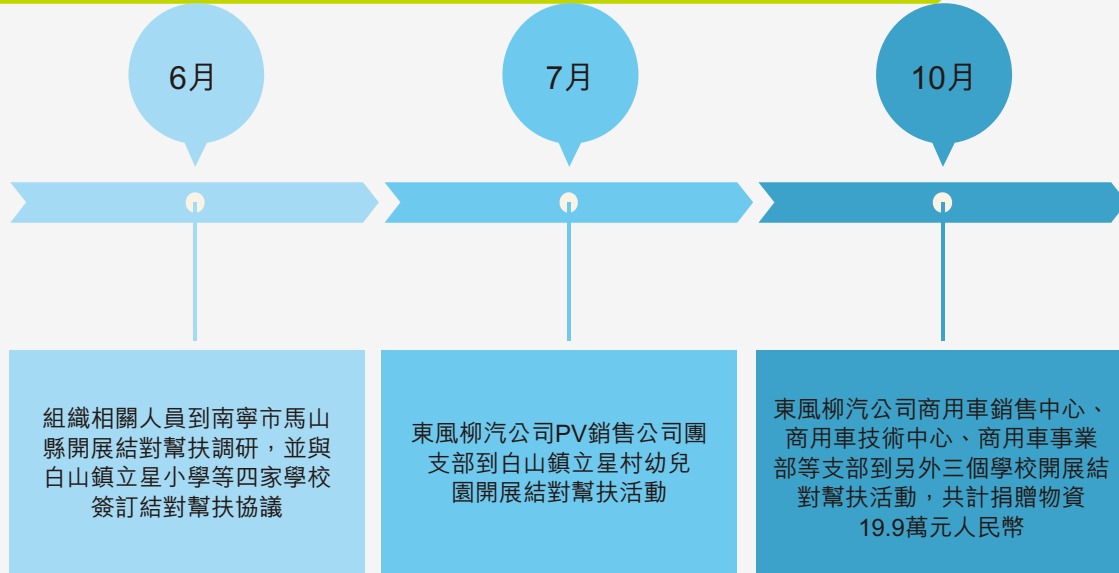 6月
7月
10月
組織相關人員到南寧市馬山
縣開展結對幫扶調研，並與
白山鎮立星小學等四家學校
簽訂結對幫扶協議
東風柳汽公司PV銷售公司團
支部到白山鎮立星村幼兒
園開展結對幫扶活動
東風柳汽公司商用車銷售中心、
商用車技術中心、商用車事業
部等支部到另外三個學校開展結
對幫扶活動，共計捐贈物資
19.9萬元人民幣